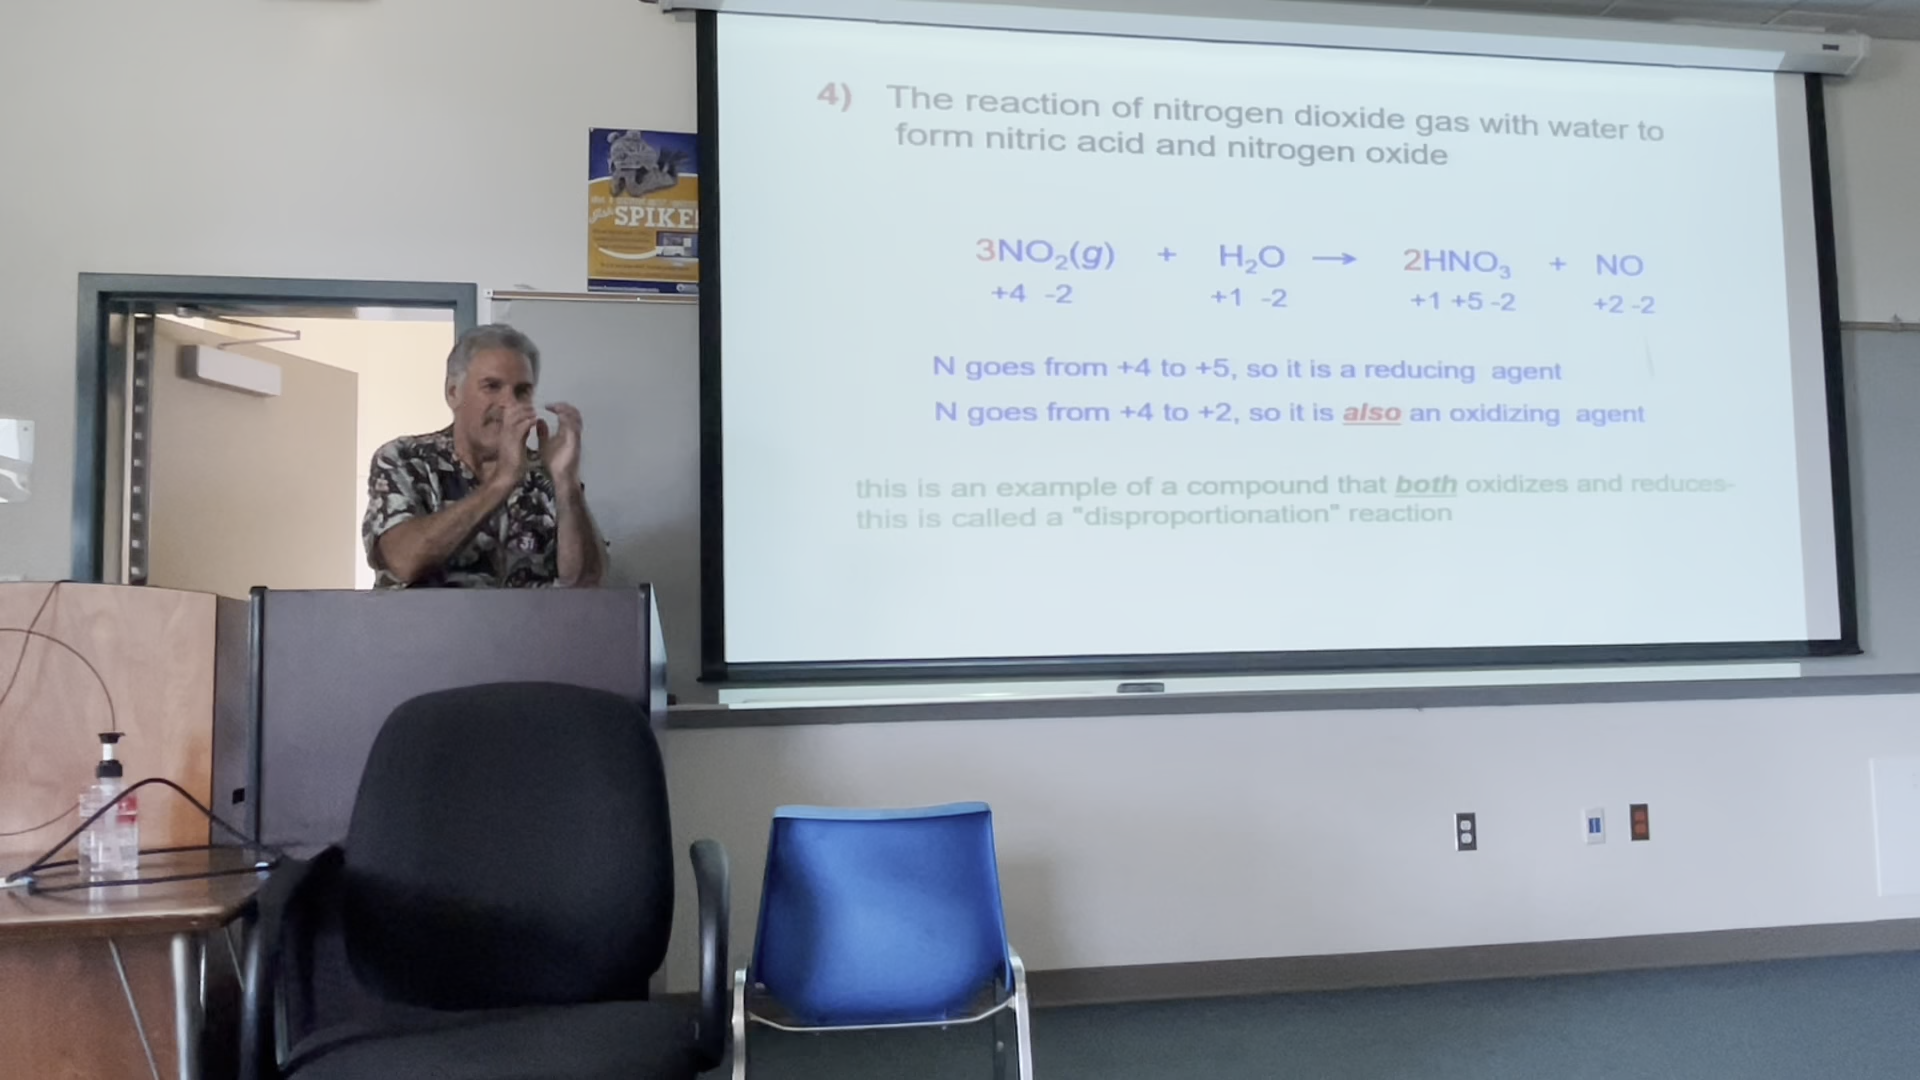 4) The reaction of nitrogen dioxide gas with water to
form nitric acid and nitrogen oxide
3NO₂(g) + H₂O → 2HNO₃ + NO
+4 -2 +1 -2 +1 +5 -2 +2 -2
N goes from +4 to +5, so it is a reducing agent
N goes from +4 to +2, so it is also an oxidizing agent
this is an example of a compound that both oxidizes and reduces-
this is called a "disproportionation" reaction
SPIKE!